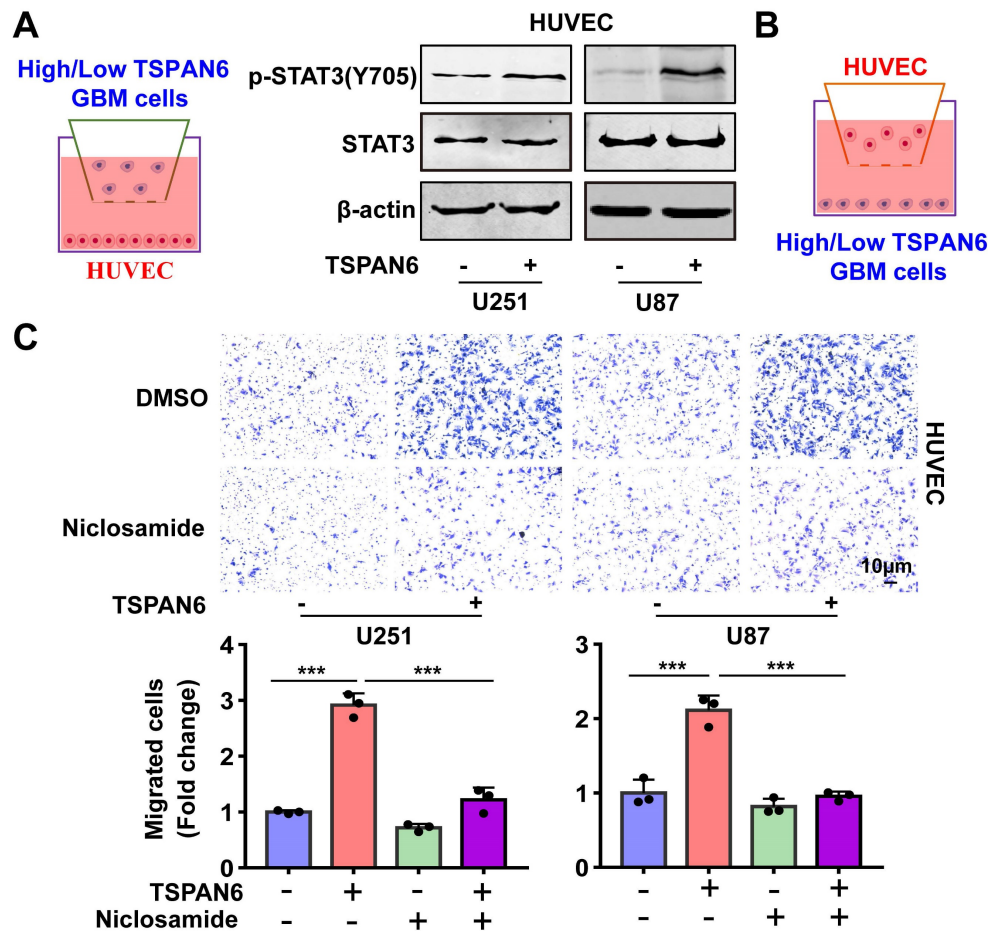 A
High/Low TSPAN6
GBM cells
HUVEC
HUVEC
p-STAT3(Y705)
STAT3
β-actin
TSPAN6 - + - +
U251 U87
B
HUVEC
High/Low TSPAN6
GBM cells
C
DMSO
Niclosamide
HUVEC
10μm
TSPAN6 - + - +
U251 U87
Migrated cells
(Fold change)
4
3
2
1
0
*** ***
3
2
1
0
*** ***
TSPAN6 - + - + - + - +
Niclosamide - - + + - - + +